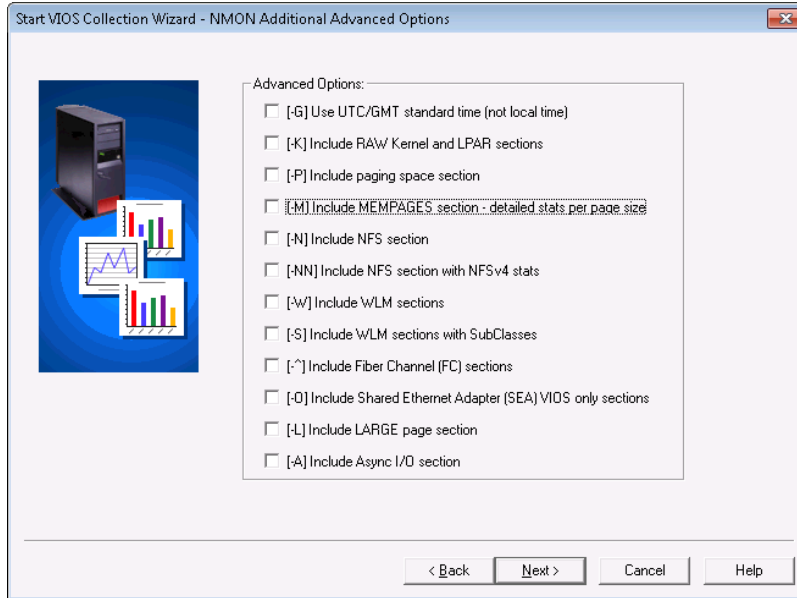 Start VIOS Collection Wizard - NMON Additional Advanced Options
Advanced Options:
[-G] Use UTC/GMT standard time (not local time)
[-K] Include RAW Kernel and LPAR sections
[-P] Include paging space section
[-M] Include MEMPAGES section - detailed stats per page size
[-N] Include NFS section
[-NN] Include NFS section with NFSv4 stats
[-W] Include WLM sections
[-S] Include WLM sections with SubClasses
[-^] Include Fiber Channel (FC) sections
[-O] Include Shared Ethernet Adapter (SEA) VIOS only sections
[-L] Include LARGE page section
[-A] Include Async I/O section
< Back Next > Cancel Help